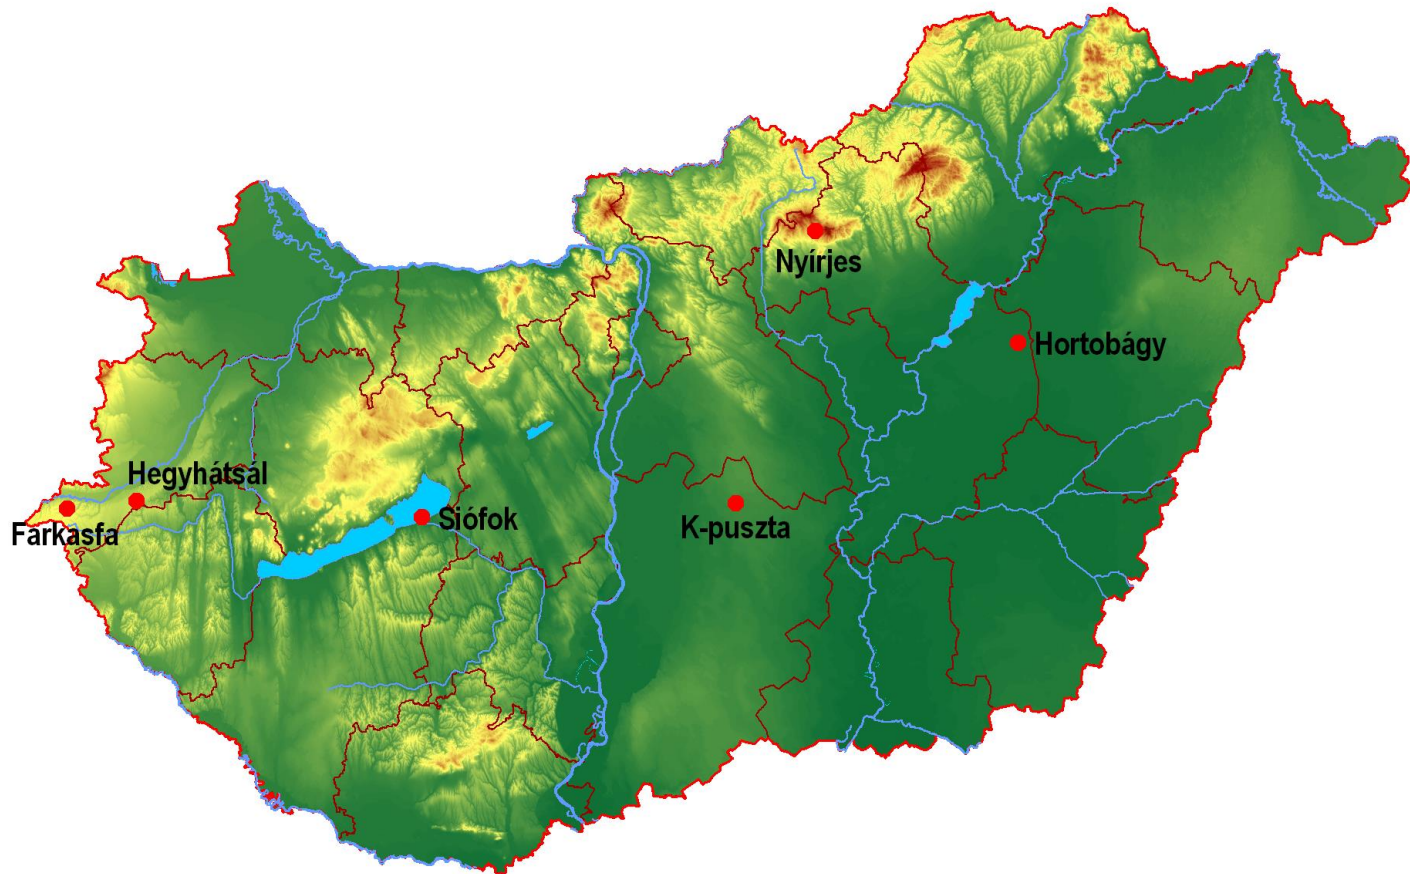 Nyírjes
Hortobágy
Hegyhátsál
Farkasfa
Siófok
K-puszta